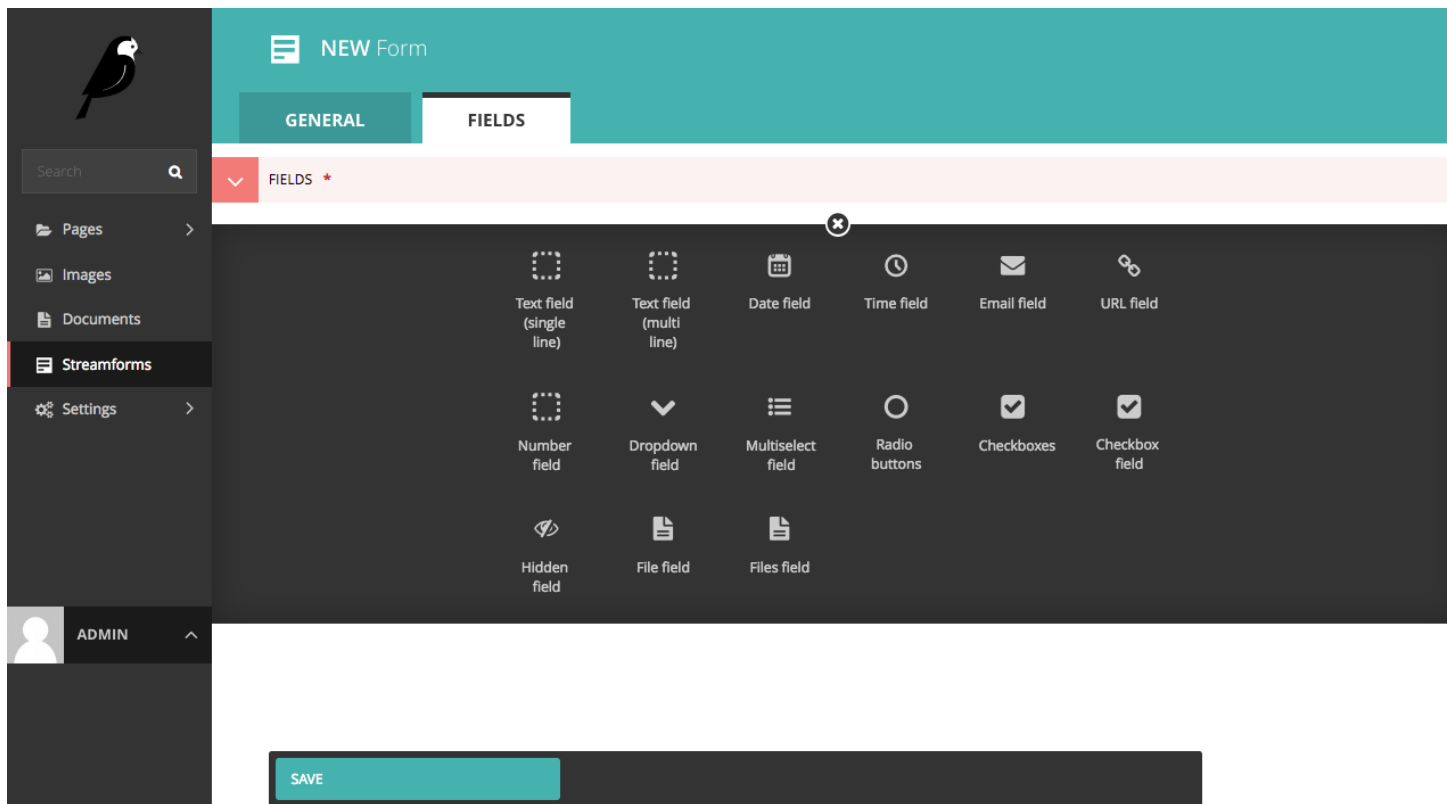 NEW Form
GENERAL
FIELDS
Search
FIELDS *
Pages
Images
Documents
Streamforms
Settings
ADMIN
Text field
(single
line)
Text field
(multi
line)
Date field
Time field
Email field
URL field
Number
field
Dropdown
field
Multiselect
field
Radio
buttons
Checkboxes
Checkbox
field
Hidden
field
File field
Files field
SAVE